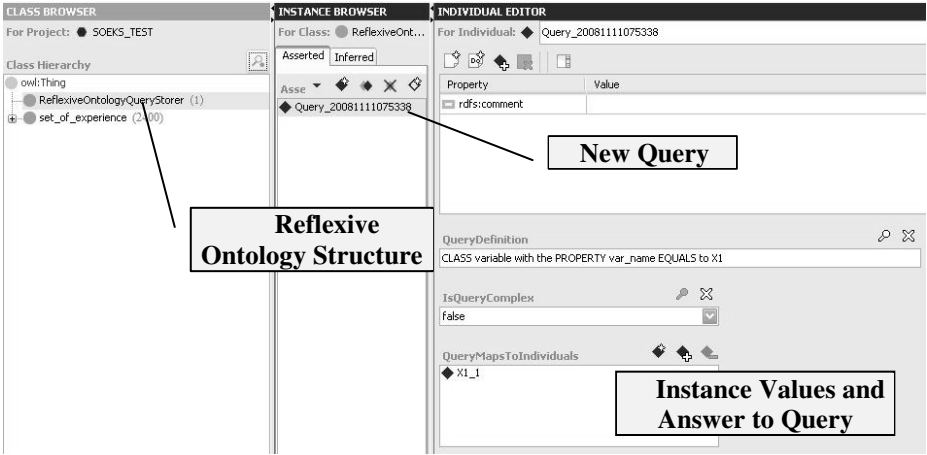 CLASS BROWSER
For Project: SOEKS_TEST
Class Hierarchy
owl:Thing
ReflexiveOntologyQueryStorer (1)
set_of_experience (2400)
INSTANCE BROWSER
For Class: ReflexiveOnt...
Asserted Inferred
Asse
Query_20081111075338
INDIVIDUAL EDITOR
For Individual: Query_20081111075338
Property Value
rdfs:comment
New Query
Reflexive
Ontology Structure
QueryDefinition
CLASS variable with the PROPERTY var_name EQUALS to X1
IsQueryComplex
false
QueryMapsToIndividuals
X1_1
Instance Values and
Answer to Query